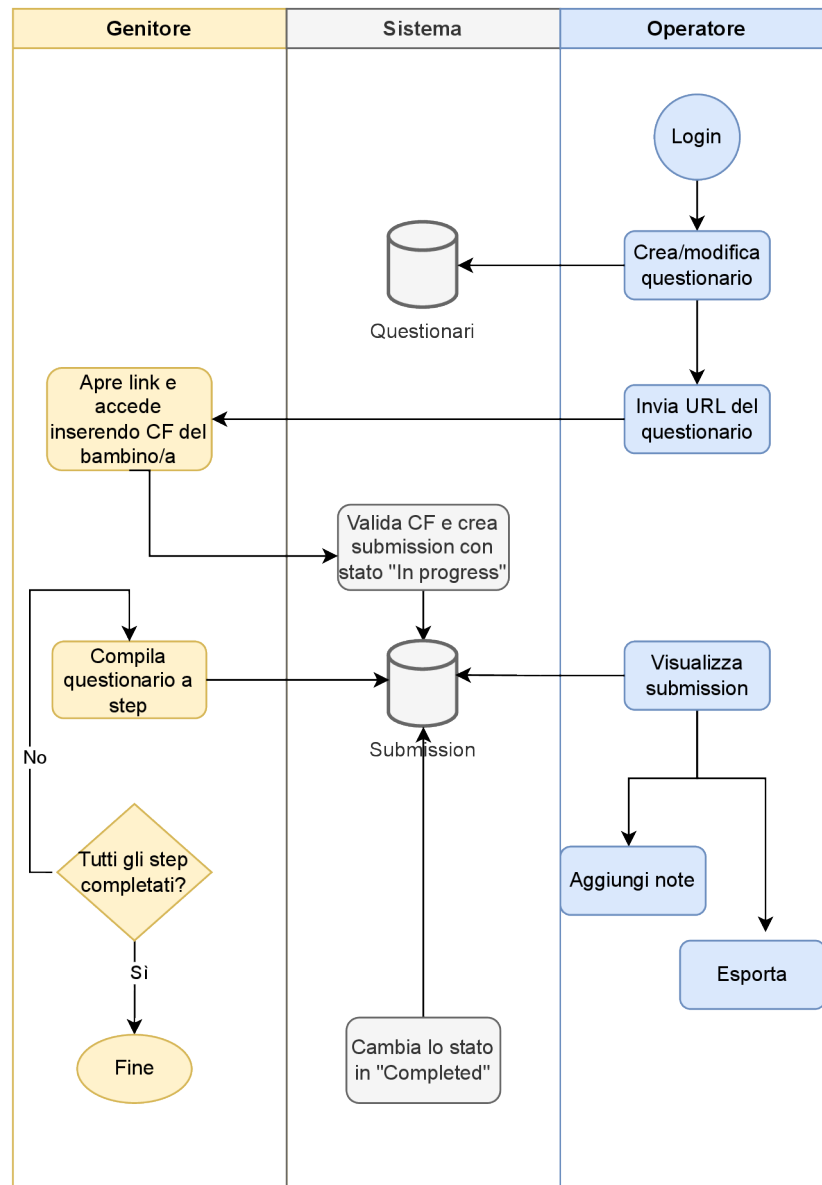 Genitore
Sistema
Operatore
Login
Crea/modifica
questionario
Questionari
Apre link e
accede
inserendo CF del
bambino/a
Invia URL del
questionario
Valida CF e crea
submission con
stato "In progress"
Compila
questionario a
step
Visualizza
submission
Submission
No
Tutti gli step
completati?
Aggiungi note
Sì
Esporta
Fine
Cambia lo stato
in "Completed"